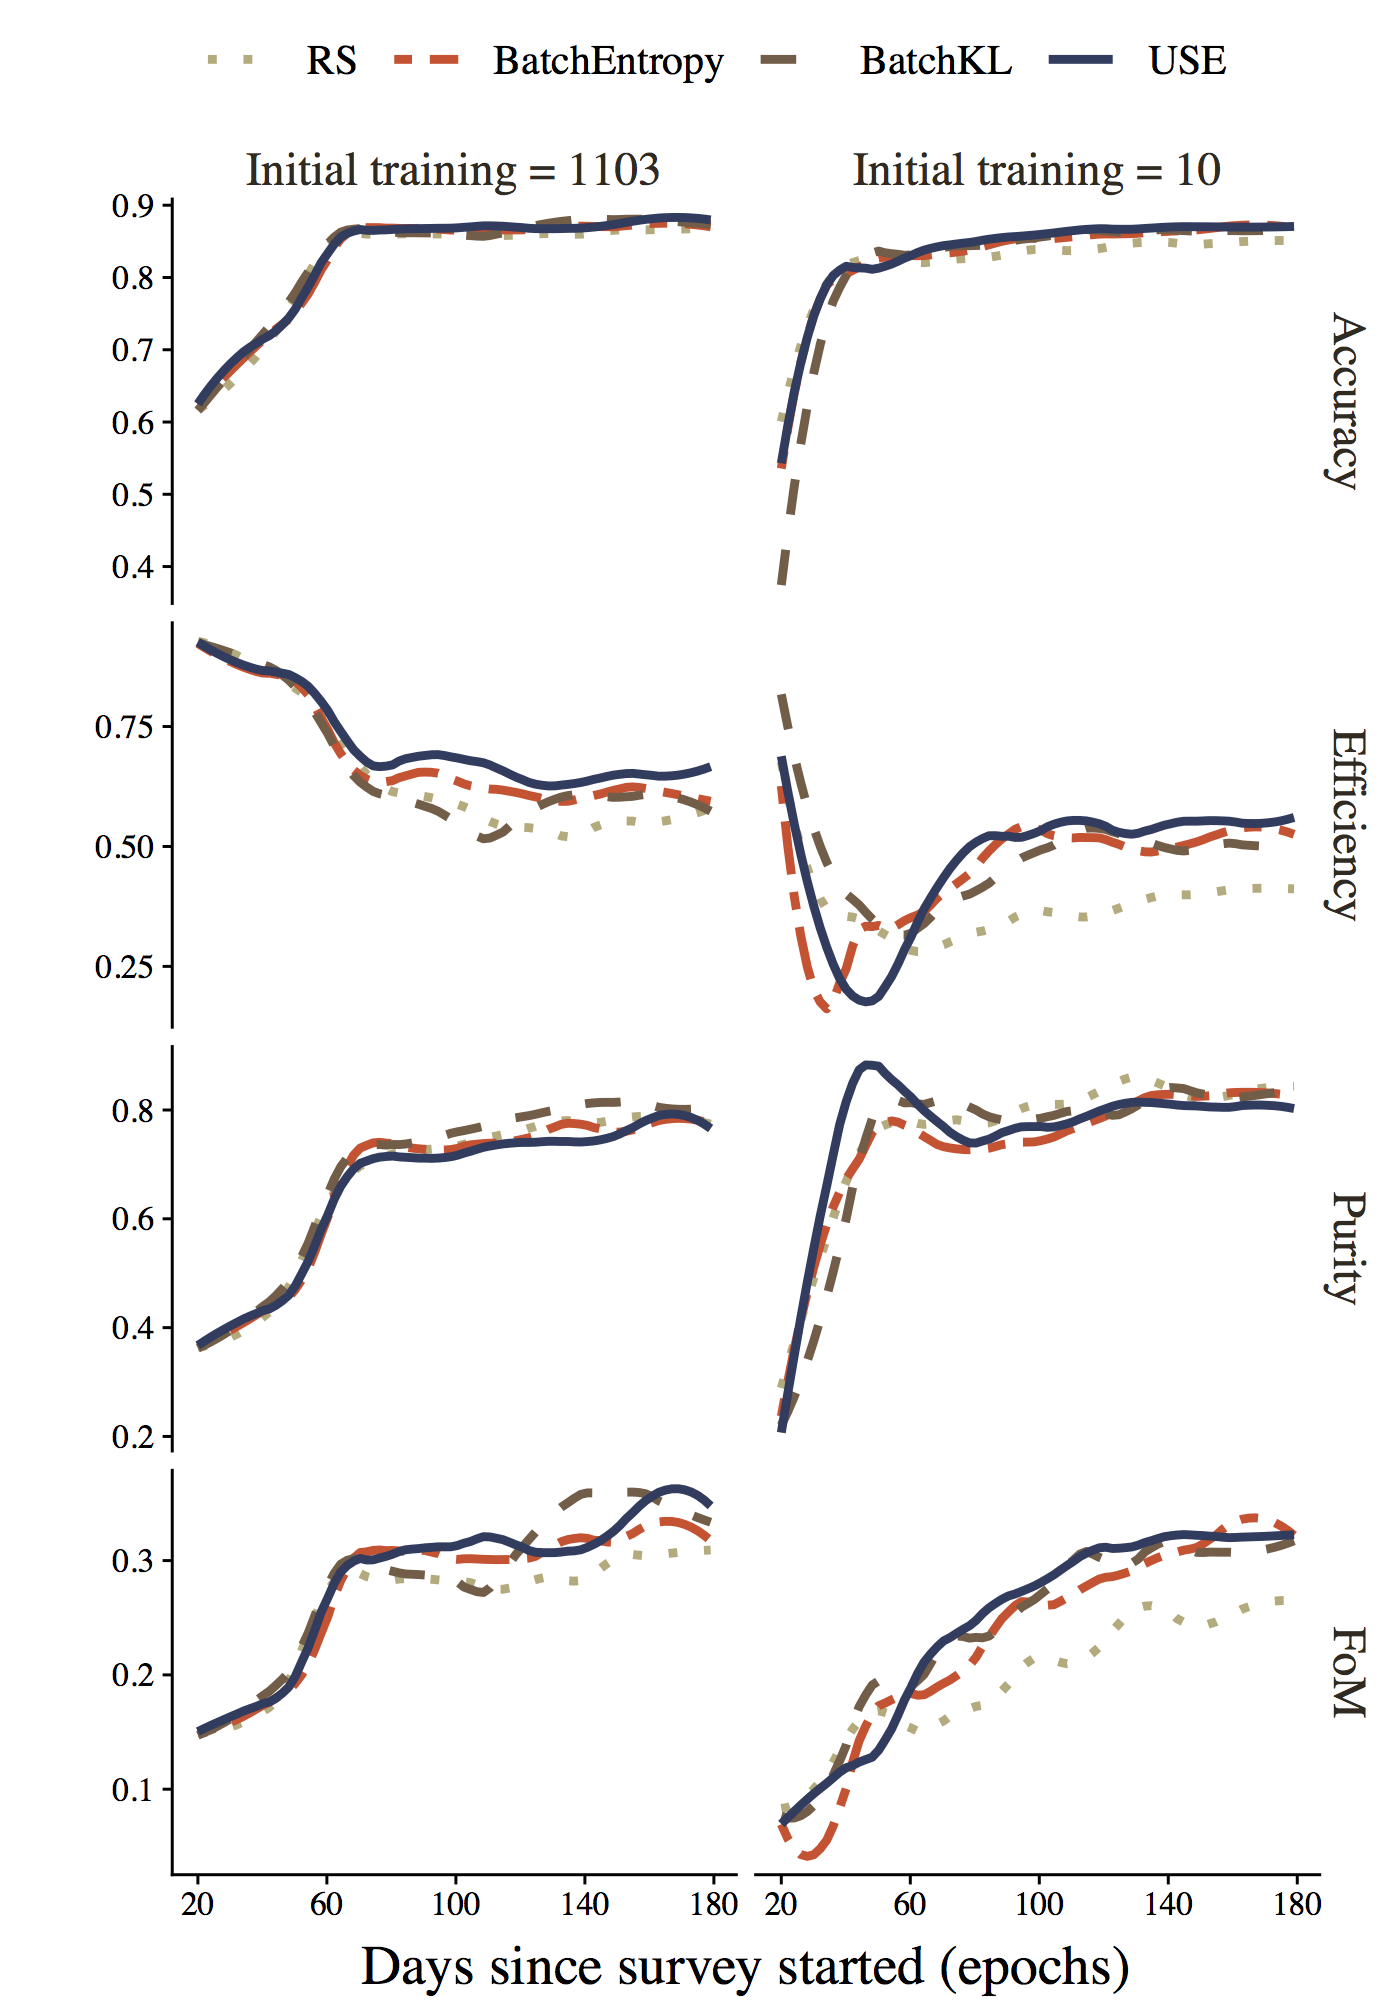 RS BatchEntropy BatchKL USE
Initial training = 1103 Initial training = 10
0.9
0.8
0.7
0.6
0.5
0.4
Accuracy
0.75
0.50
0.25
Efficiency
0.8
0.6
0.4
0.2
Purity
0.3
0.2
0.1
FoM
20 60 100 140 180 20 60 100 140 180
Days since survey started (epochs)